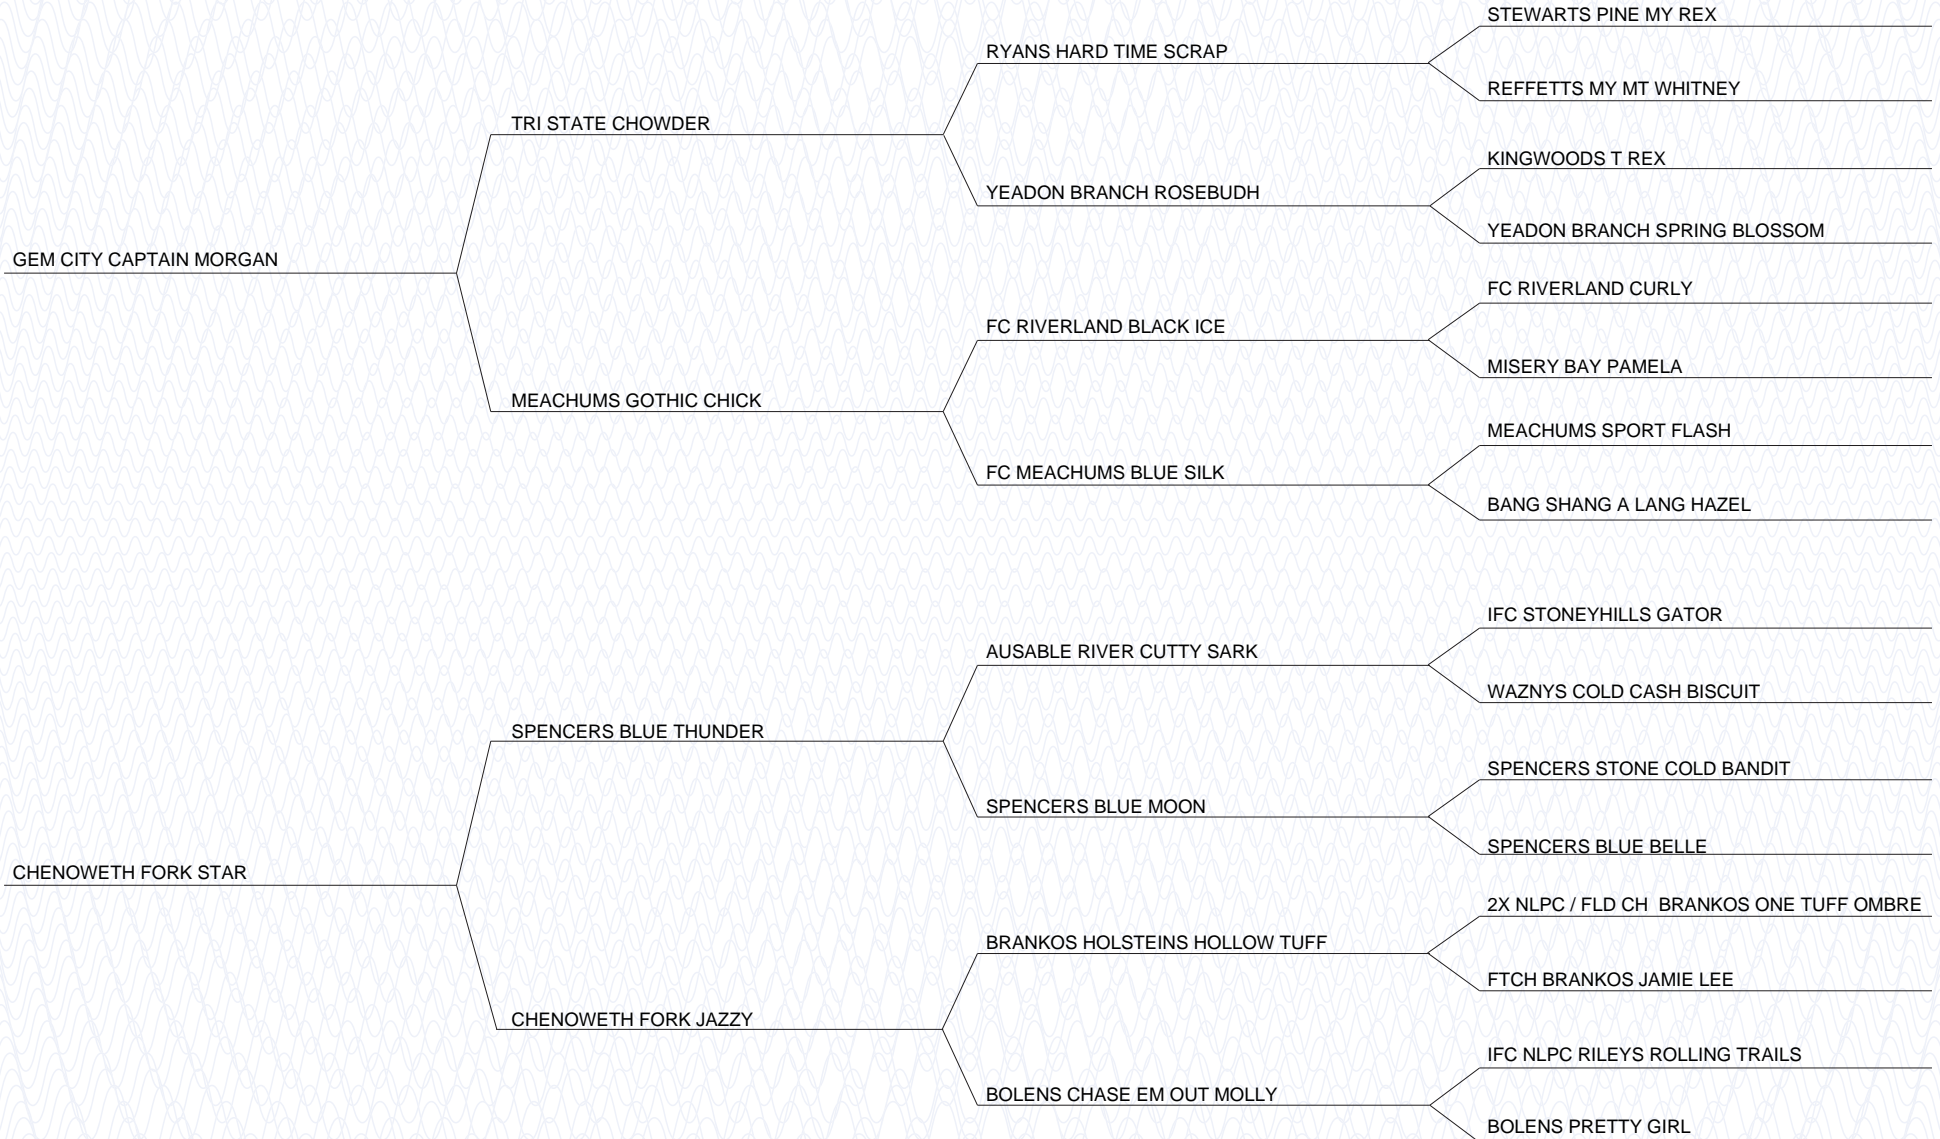 STEWARTS PINE MY REX
RYANS HARD TIME SCRAP
REFFETTS MY MT WHITNEY
TRI STATE CHOWDER
KINGWOODS T REX
YEADON BRANCH ROSEBUDH
YEADON BRANCH SPRING BLOSSOM
GEM CITY CAPTAIN MORGAN
FC RIVERLAND CURLY
FC RIVERLAND BLACK ICE
MISERY BAY PAMELA
MEACHUMS GOTHIC CHICK
MEACHUMS SPORT FLASH
FC MEACHUMS BLUE SILK
BANG SHANG A LANG HAZEL
IFC STONEYHILLS GATOR
AUSABLE RIVER CUTTY SARK
WAZNYS COLD CASH BISCUIT
SPENCERS BLUE THUNDER
SPENCERS STONE COLD BANDIT
SPENCERS BLUE MOON
SPENCERS BLUE BELLE
CHENOWETH FORK STAR
2X NLPC / FLD CH  BRANKOS ONE TUFF OMBRE
BRANKOS HOLSTEINS HOLLOW TUFF
FTCH BRANKOS JAMIE LEE
CHENOWETH FORK JAZZY
IFC NLPC RILEYS ROLLING TRAILS
BOLENS CHASE EM OUT MOLLY
BOLENS PRETTY GIRL